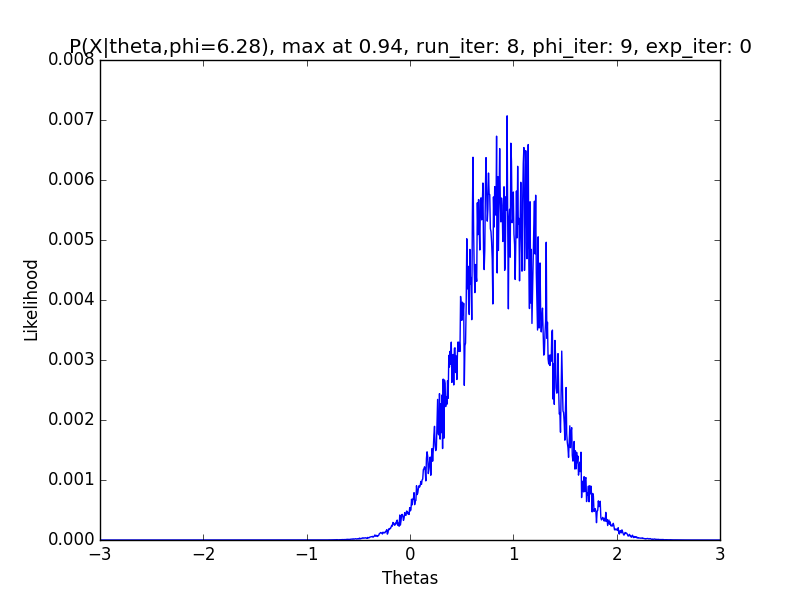 P(X|theta,phi=6.28), max at 0.94, run_iter: 8, phi_iter: 9, exp_iter: 0
0.008
0.007
0.006
0.005
0.004
0.003
0.002
0.001
0.000
Likelihood
−3 −2 −1 0 1 2 3
Thetas